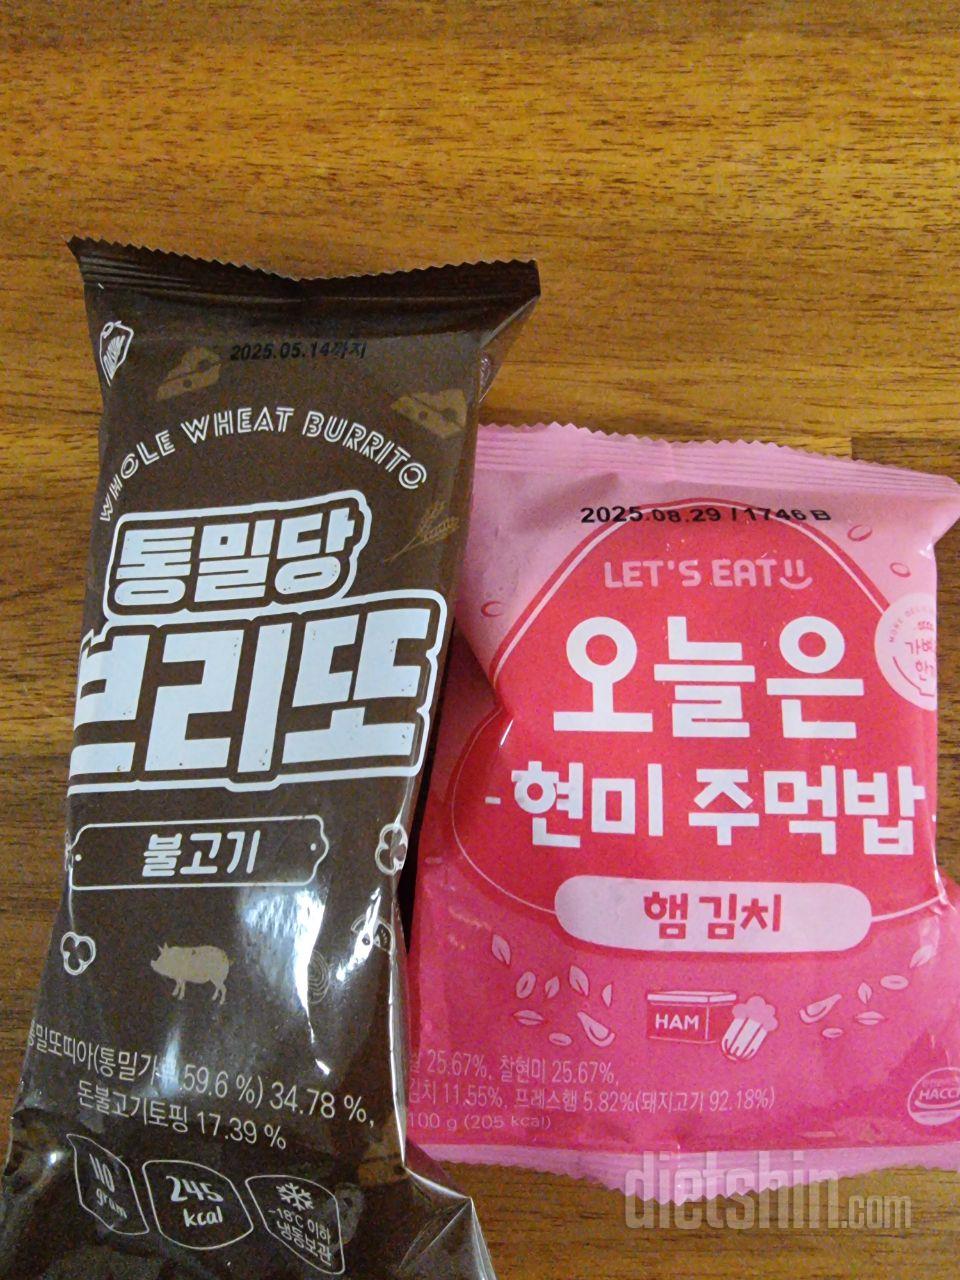 2025.05.14까지
WHOLE WHEAT BURRITO
통밀당
브리또
불고기
통밀또띠아(통밀가루 59.6 %) 34.78 %,
돈불고기토핑 17.39 %
110
gram
245
kcal
-18℃ 이하
냉동보관
2025.08.29 / 1746 B
LET'S EAT
오늘은
현미 주먹밥
햄김치
HAM
25.67%, 찰현미 25.67%,
김치 11.55%, 프레스햄 5.82%(돼지고기 92.18%)
100 g (205 kcal)
HACCP
dietshin.com